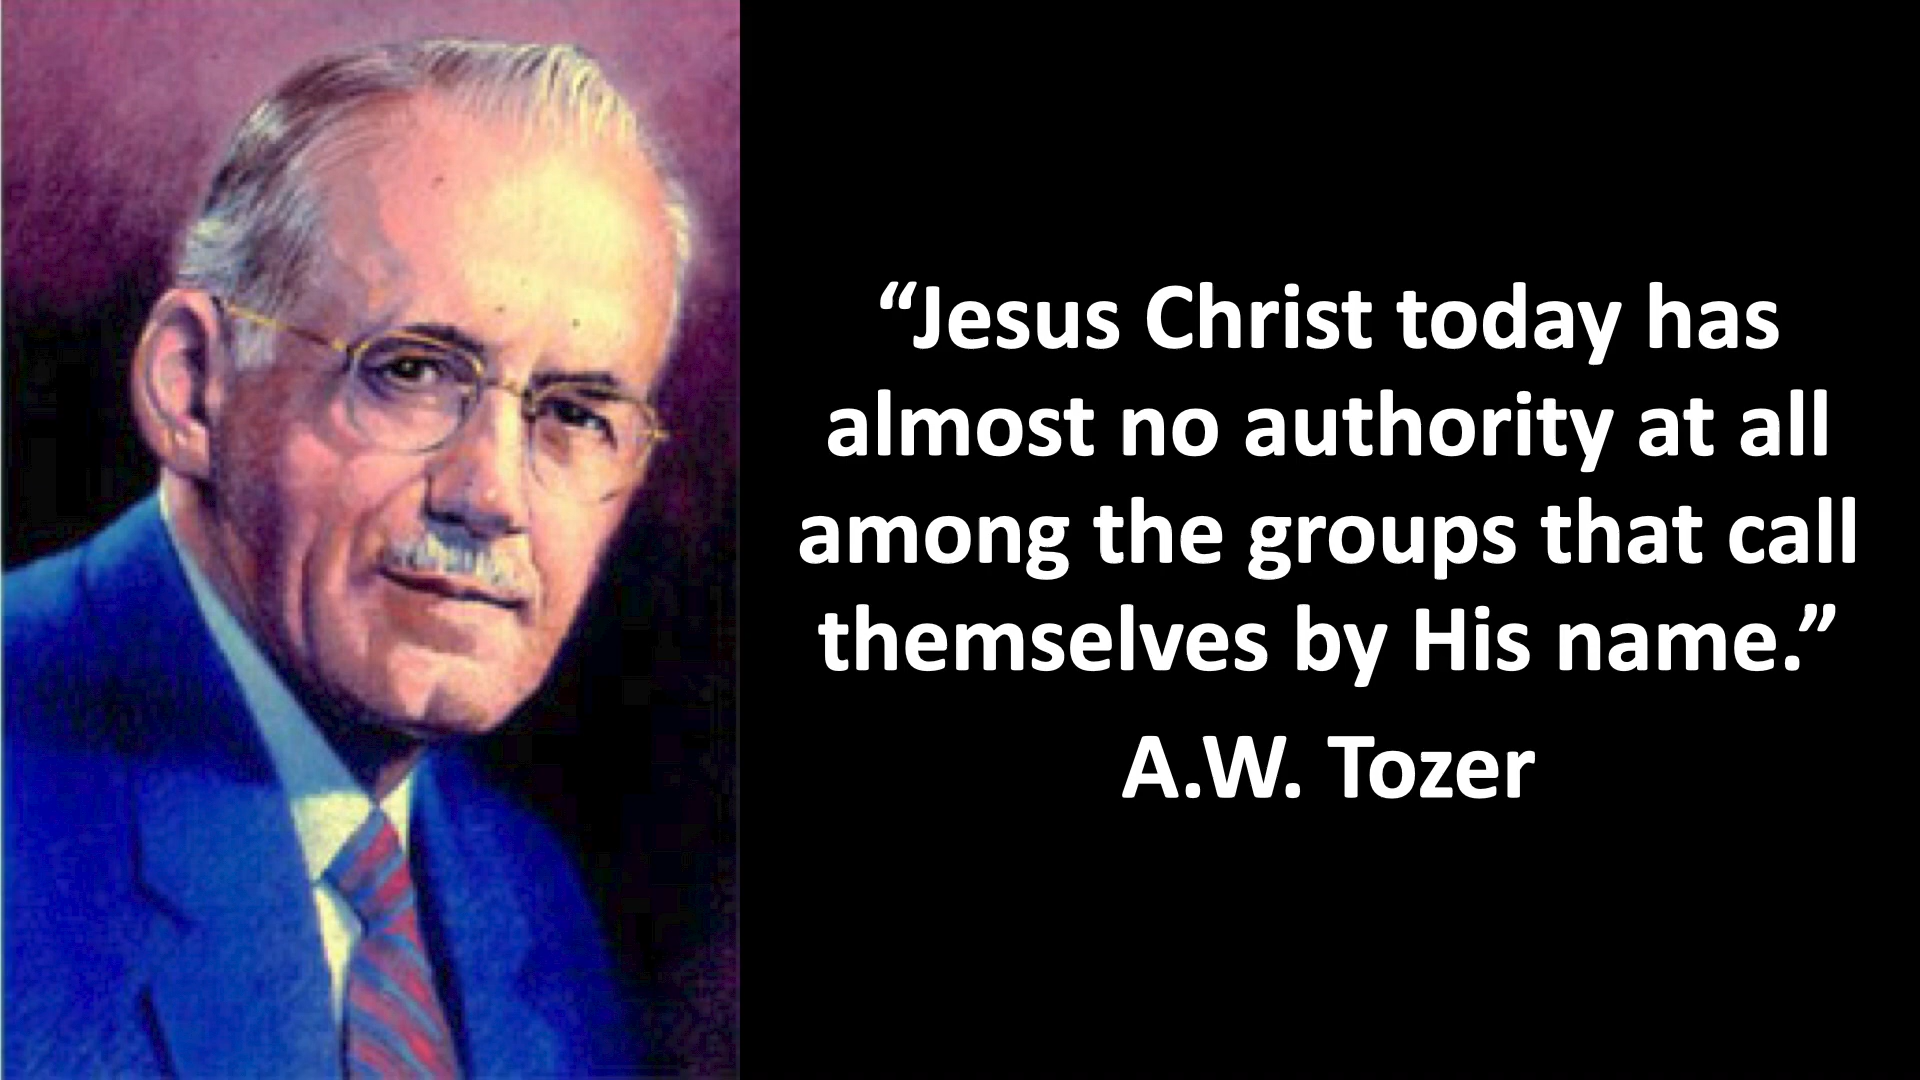 “Jesus Christ today has
almost no authority at all
among the groups that call
themselves by His name.”
A.W. Tozer